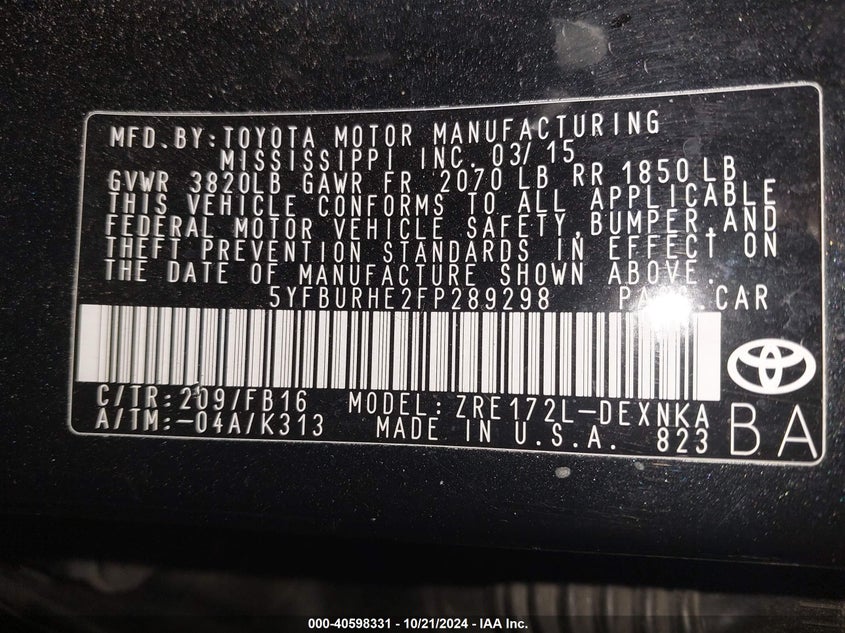 MFD.BY:TOYOTA MOTOR MANUFACTURING
MISSISSIPPI INC. 03/15
GVWR 3820LB GAWR FR 2070 LB RR 1850 LB
THIS VEHICLE CONFORMS TO ALL APPLICABLE
FEDERAL MOTOR VEHICLE SAFETY,BUMPER,AND
THEFT PREVENTION STANDARDS IN EFFECT ON
THE DATE OF MANUFACTURE SHOWN ABOVE.
5YFBURHE2FP289298 PASS.CAR
C/TR:209/FB16 MODEL:ZRE172L-DEXNKA
A/TM:-04A/K313 MADE IN U.S.A. 823 BA
000-40598331 - 10/21/2024 - IAA Inc.